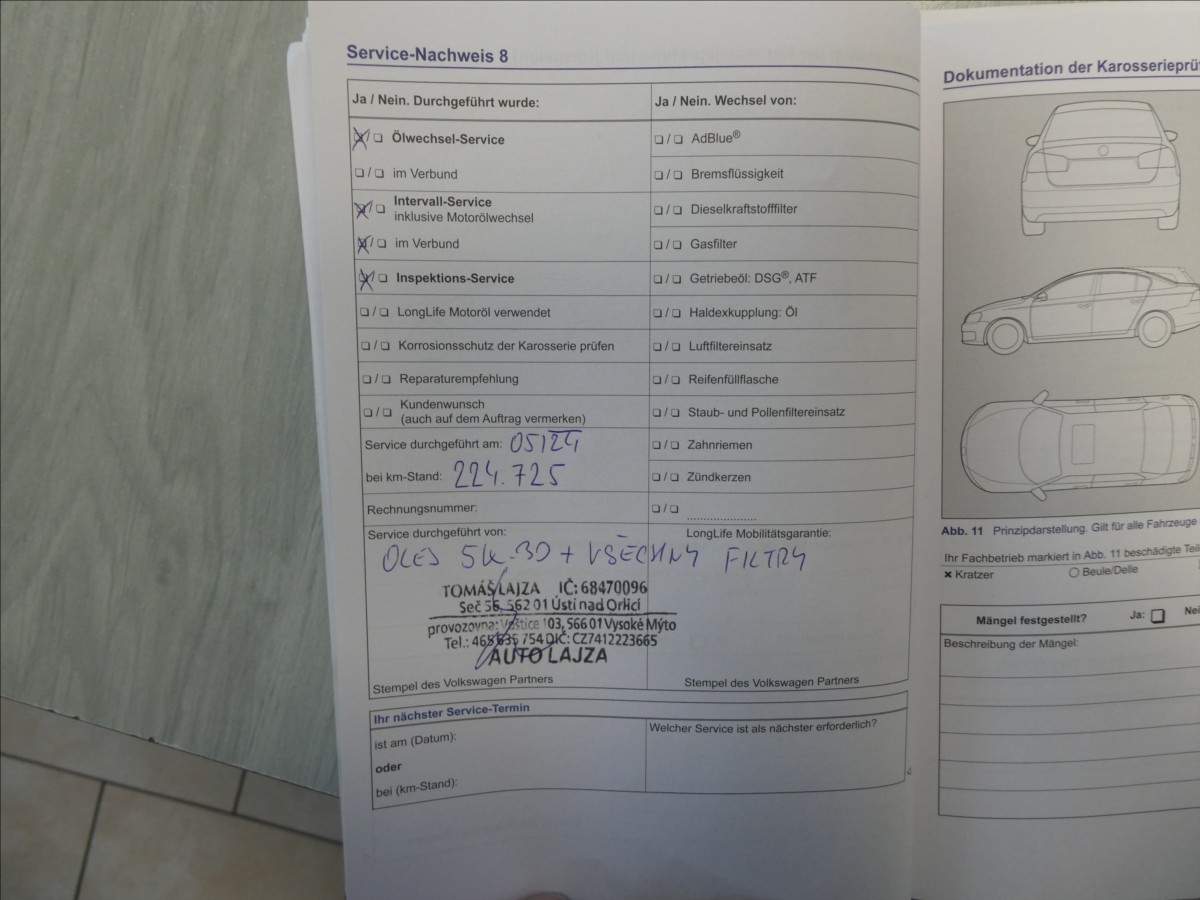 Service-Nachweis 8
Ja / Nein. Durchgeführt wurde:
❏/❏ Ölwechsel-Service
❏/❏ im Verbund
❏/❏ Intervall-Service
inklusive Motorölwechsel
❏/❏ im Verbund
❏/❏ Inspektions-Service
❏/❏ LongLife Motoröl verwendet
❏/❏ Korrosionsschutz der Karosserie prüfen
❏/❏ Reparaturempfehlung
❏/❏ Kundenwunsch
(auch auf dem Auftrag vermerken)
Service durchgeführt am: 05/24
bei km-Stand: 224.725
Rechnungsnummer:
Ja / Nein. Wechsel von:
❏/❏ AdBlue®
❏/❏ Bremsflüssigkeit
❏/❏ Dieselkraftstofffilter
❏/❏ Gasfilter
❏/❏ Getriebeöl: DSG®, ATF
❏/❏ Haldexkupplung: Öl
❏/❏ Luftfiltereinsatz
❏/❏ Reifenfüllflasche
❏/❏ Staub- und Pollenfiltereinsatz
❏/❏ Zahnriemen
❏/❏ Zündkerzen
❏/❏ ....................
Service durchgeführt von:
LongLife Mobilitätsgarantie:
OLEJ 5W-30 + VŠECHNY FILTRY
TOMÁŠ LAJZA IČ: 68470096
Seč 56, 562 01 Ústí nad Orlicí
provozovna: 103, 566 01 Vysoké Mýto
Tel.: 465 635 754 DIČ: CZ7412223665
AUTO LAJZA
Stempel des Volkswagen Partners
Stempel des Volkswagen Partners
Ihr nächster Service-Termin
ist am (Datum):
oder
bei (km-Stand):
Welcher Service ist als nächster erforderlich?
Dokumentation der
Abb. 11 Prinzipdarstellung. Gilt für alle Fahrzeuge
Ihr Fachbetrieb markiert in Abb. 11 beschädigte
✖ Kratzer
○ Beule/Delle
Mängel festgestellt?
Ja: ❏
Beschreibung der Mängel: